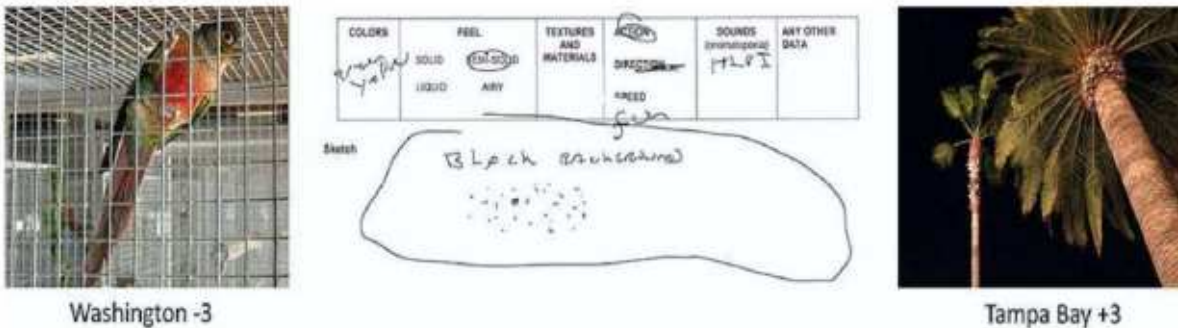 COLORS
FEEL
SOLID SEMI-SOLID
LIQUID AIRY
TEXTURES
AND
MATERIALS
ACTION
DIRECTION
SPEED
SOUNDS
(onomatopoeia)
ANY OTHER
DATA
Sketch
Black Background
Washington -3
Tampa Bay +3